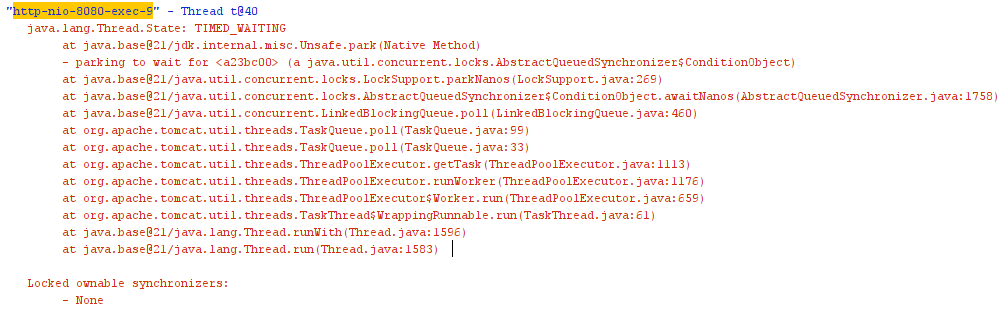 "http-nio-8080-exec-9" - Thread t@40
java.lang.Thread.State: TIMED_WAITING
at java.base@21/jdk.internal.misc.Unsafe.park(Native Method)
- parking to wait for <a23bc00> (a java.util.concurrent.locks.AbstractQueuedSynchronizer$ConditionObject)
at java.base@21/java.util.concurrent.locks.LockSupport.parkNanos(LockSupport.java:269)
at java.base@21/java.util.concurrent.locks.AbstractQueuedSynchronizer$ConditionObject.awaitNanos(AbstractQueuedSynchronizer.java:1758)
at java.base@21/java.util.concurrent.LinkedBlockingQueue.poll(LinkedBlockingQueue.java:460)
at org.apache.tomcat.util.threads.TaskQueue.poll(TaskQueue.java:99)
at org.apache.tomcat.util.threads.TaskQueue.poll(TaskQueue.java:33)
at org.apache.tomcat.util.threads.ThreadPoolExecutor.getTask(ThreadPoolExecutor.java:1113)
at org.apache.tomcat.util.threads.ThreadPoolExecutor.runWorker(ThreadPoolExecutor.java:1176)
at org.apache.tomcat.util.threads.ThreadPoolExecutor$Worker.run(ThreadPoolExecutor.java:659)
at org.apache.tomcat.util.threads.TaskThread$WrappingRunnable.run(TaskThread.java:61)
at java.base@21/java.lang.Thread.runWith(Thread.java:1596)
at java.base@21/java.lang.Thread.run(Thread.java:1583)
Locked ownable synchronizers:
- None